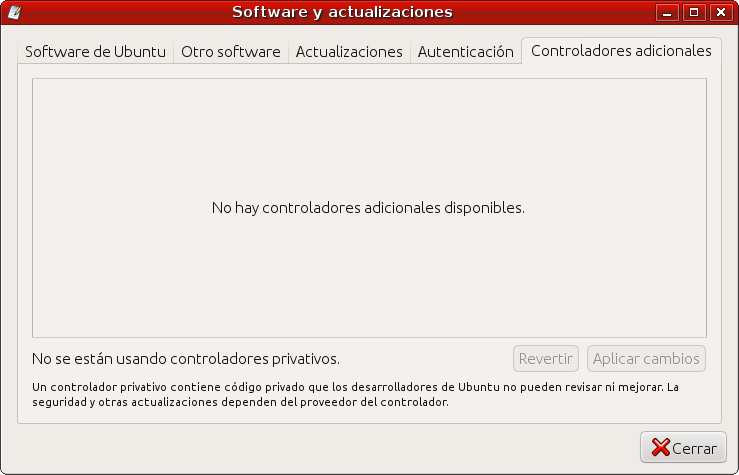 Software y actualizaciones
Software de Ubuntu
Otro software
Actualizaciones
Autenticación
Controladores adicionales
No hay controladores adicionales disponibles.
No se están usando controladores privativos.
Revertir
Aplicar cambios
Un controlador privativo contiene código privado que los desarrolladores de Ubuntu no pueden revisar ni mejorar. La
seguridad y otras actualizaciones dependen del proveedor del controlador.
Cerrar